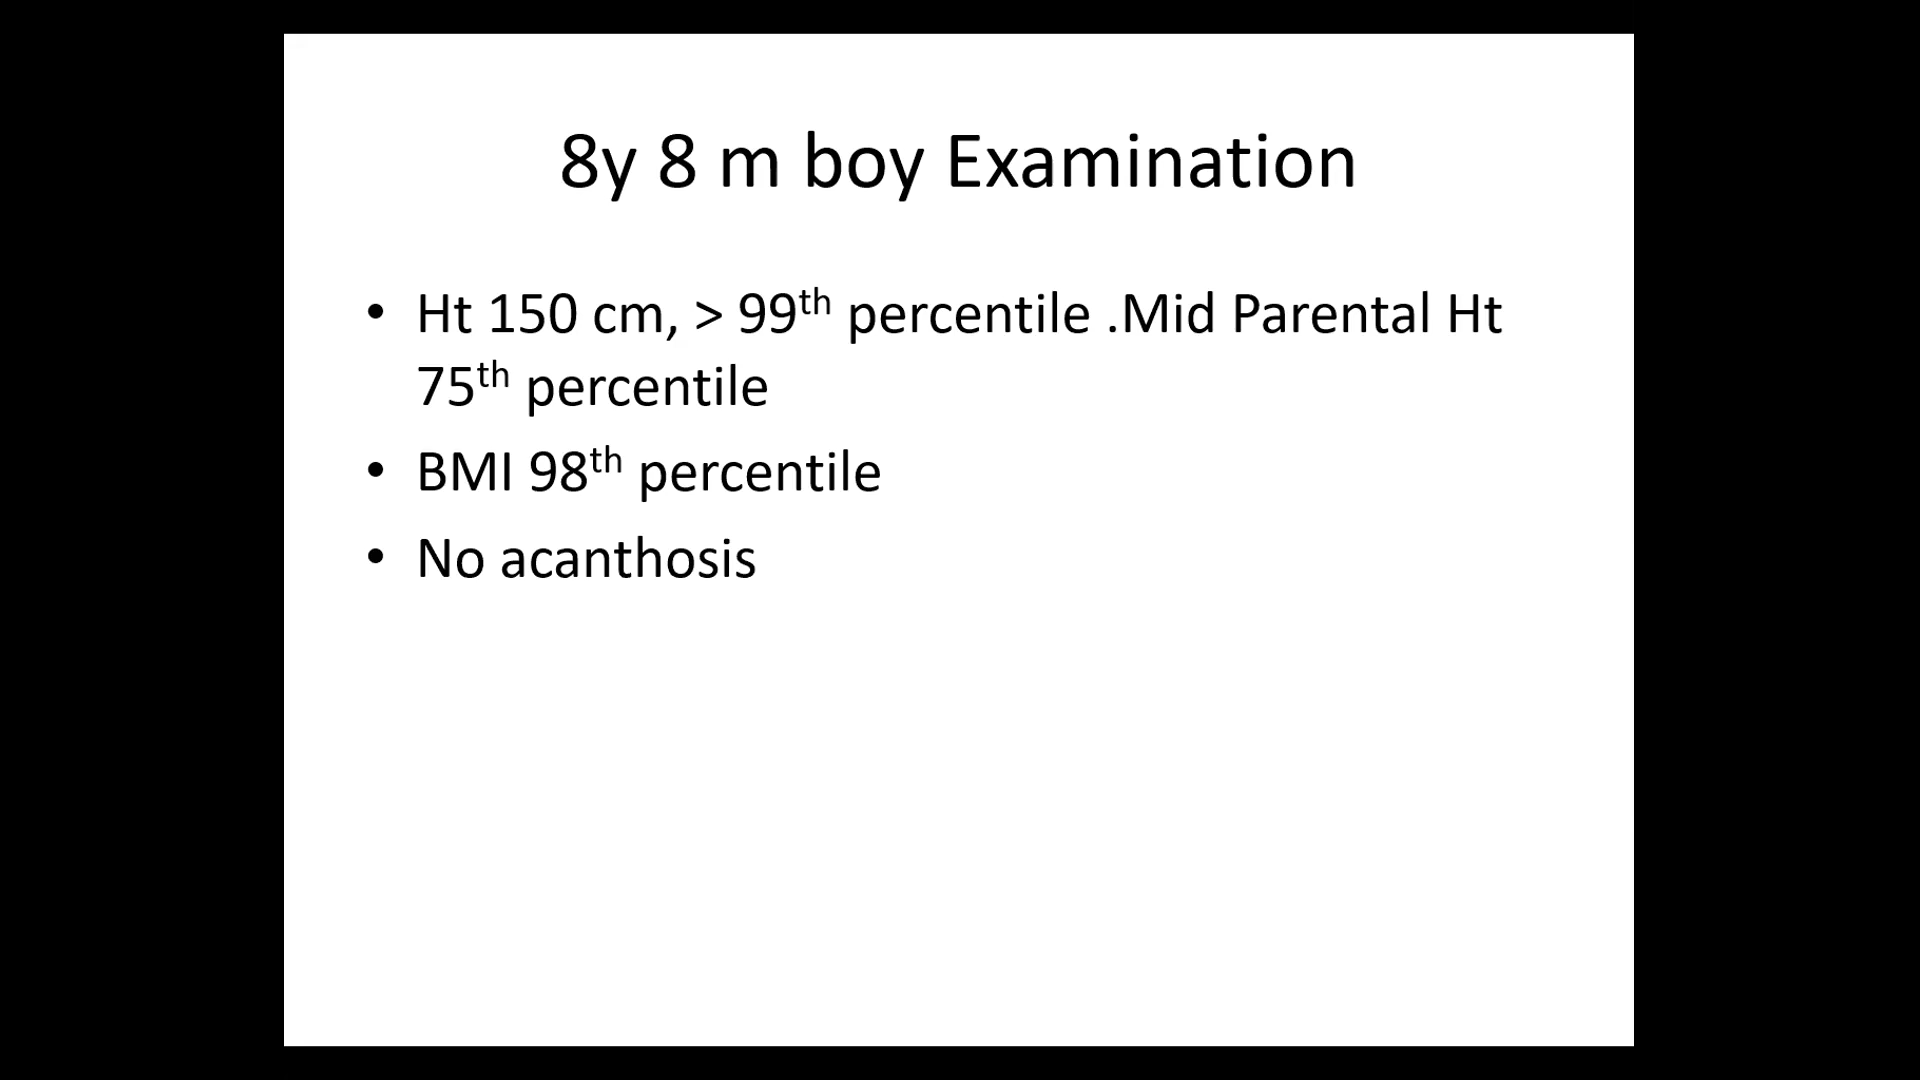 8y 8 m boy Examination
• Ht 150 cm, > 99th percentile .Mid Parental Ht
75th percentile
• BMI 98th percentile
• No acanthosis